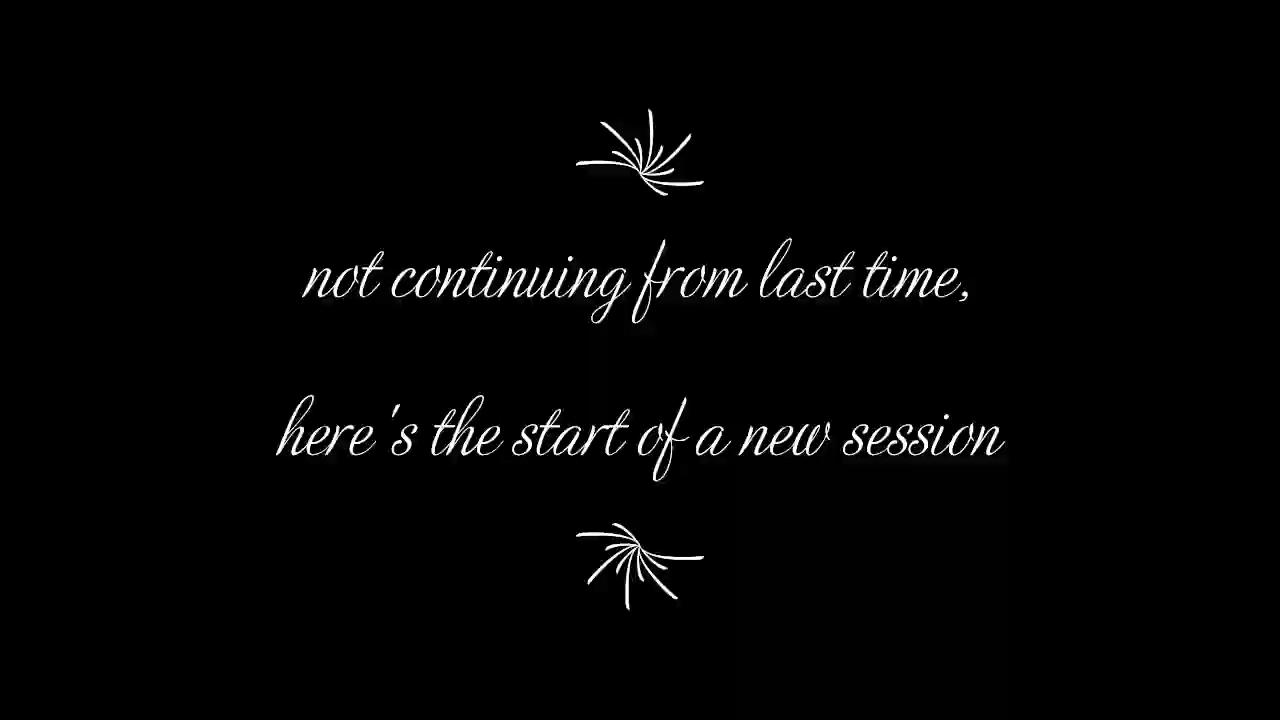 not continuing from last time,
here's the start of a new session